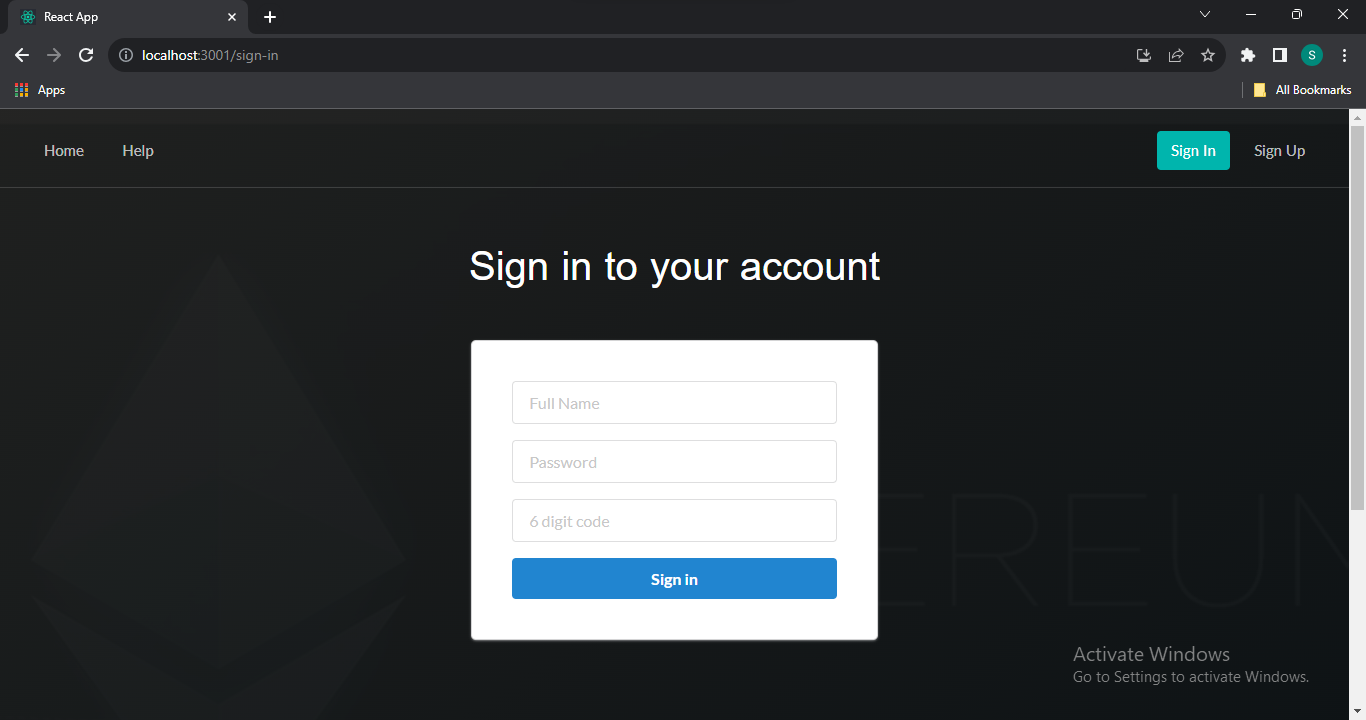 React App
localhost:3001/sign-in
S
Apps
All Bookmarks
Home
Help
Sign In
Sign Up
Sign in to your account
Full Name
Password
6 digit code
Sign in
EREUM
Activate Windows
Go to Settings to activate Windows.